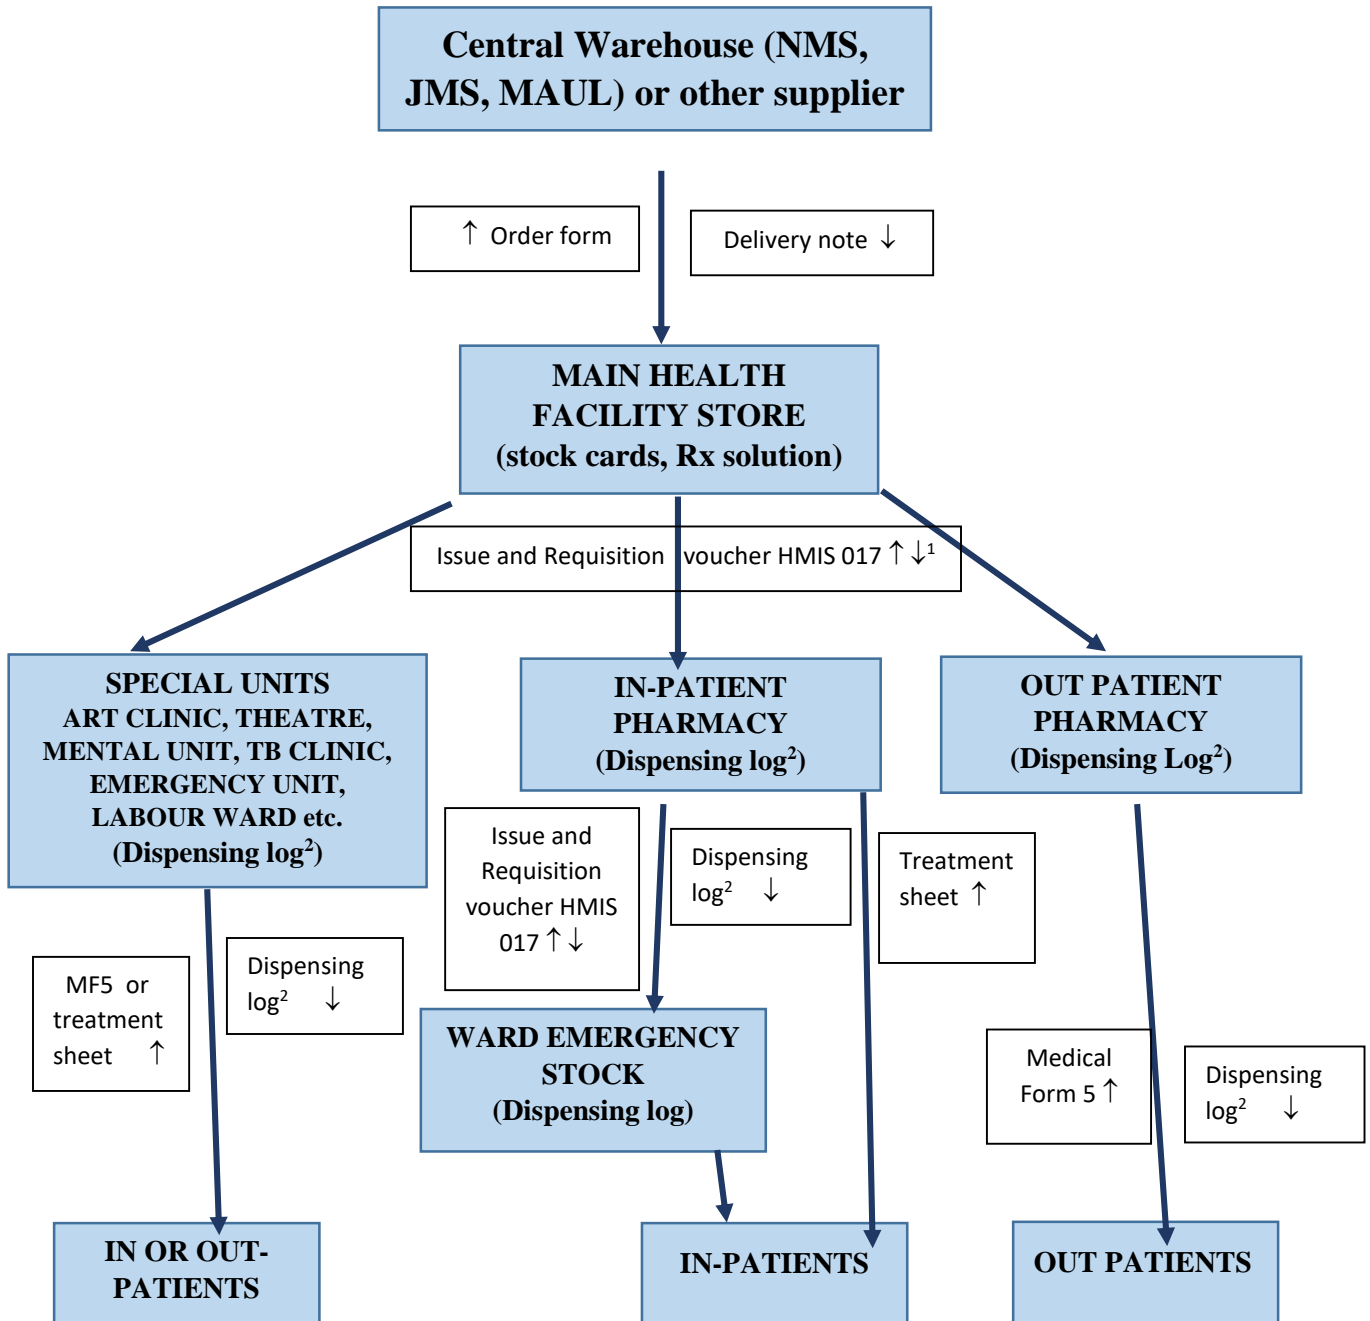 Central Warehouse (NMS,
JMS, MAUL) or other supplier
↑ Order form
Delivery note ↓
MAIN HEALTH
FACILITY STORE
(stock cards, Rx solution)
Issue and Requisition voucher HMIS 017 ↑↓¹
SPECIAL UNITS
ART CLINIC, THEATRE,
MENTAL UNIT, TB CLINIC,
EMERGENCY UNIT,
LABOUR WARD etc.
(Dispensing log²)
IN-PATIENT
PHARMACY
(Dispensing log²)
OUT PATIENT
PHARMACY
(Dispensing Log²)
Issue and
Requisition
voucher HMIS
017 ↑↓
Dispensing
log² ↓
Treatment
sheet ↑
MF5 or
treatment
sheet ↑
Dispensing
log² ↓
WARD EMERGENCY
STOCK
(Dispensing log)
Medical
Form 5 ↑
Dispensing
log² ↓
IN OR OUT-
PATIENTS
IN-PATIENTS
OUT PATIENTS